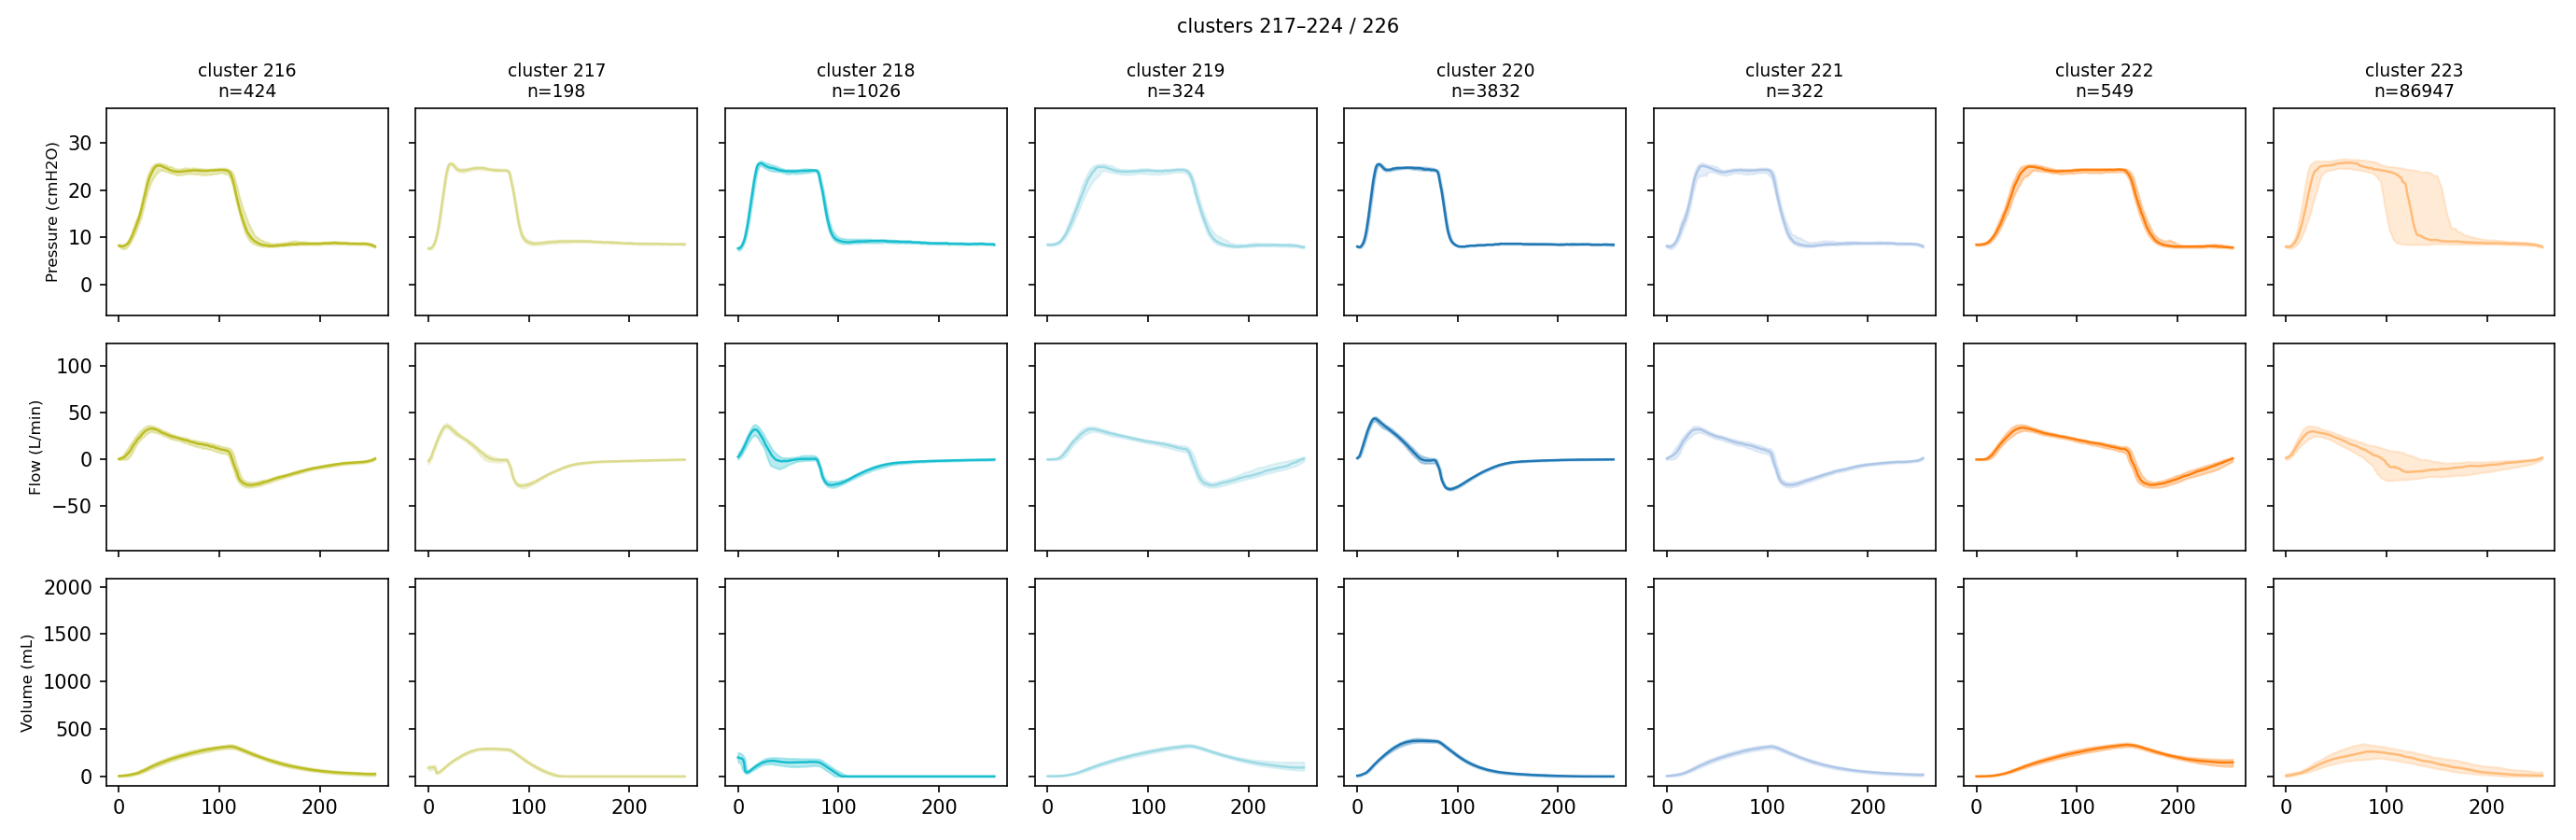 clusters 217–224 / 226
cluster 216
n=424
cluster 217
n=198
cluster 218
n=1026
cluster 219
n=324
cluster 220
n=3832
cluster 221
n=322
cluster 222
n=549
cluster 223
n=86947
Pressure (cmH2O)
30
20
10
0
Flow (L/min)
100
50
0
−50
Volume (mL)
2000
1500
1000
500
0
0 100 200
0 100 200
0 100 200
0 100 200
0 100 200
0 100 200
0 100 200
0 100 200